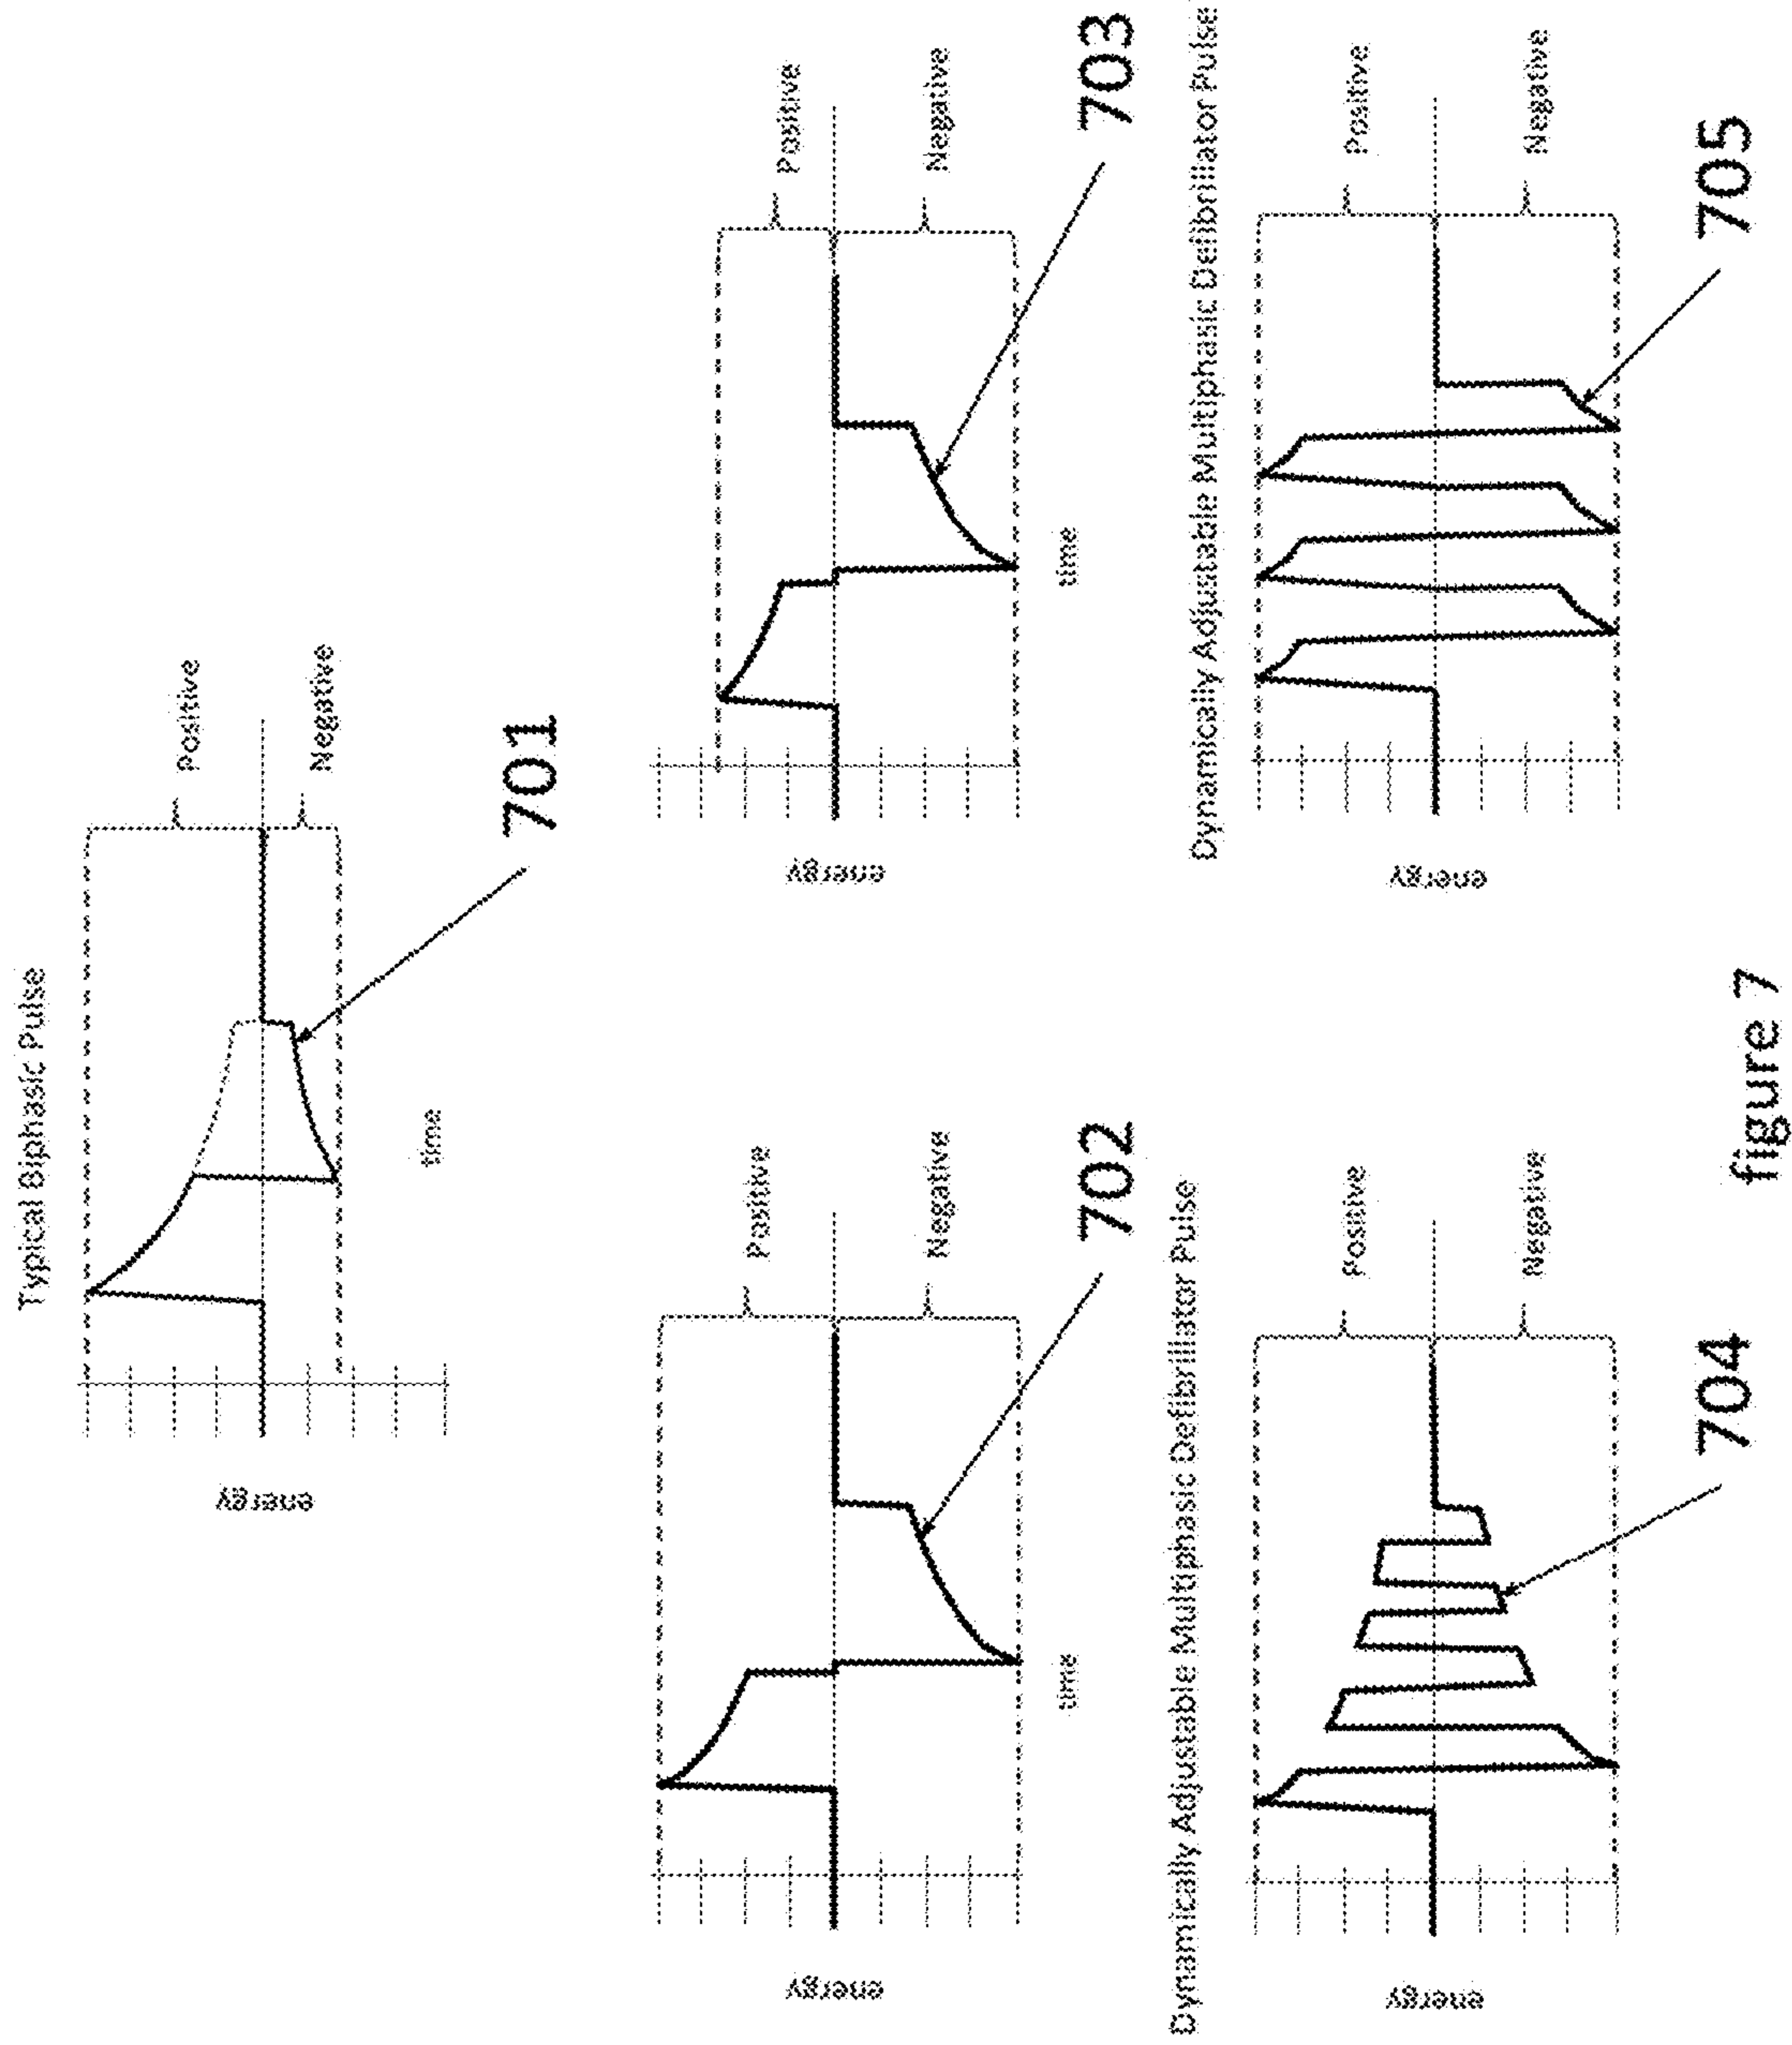 Typical Biphasic Pulse
energy
Positive
Negative
time
701
energy
Positive
Negative
time
702
energy
Positive
Negative
time
703
Dynamically Adjustable Multiphasic Defibrillator Pulse
energy
Positive
Negative
704
Dynamically Adjustable Multiphasic Defibrillator Pulse
energy
Positive
Negative
705
figure 7